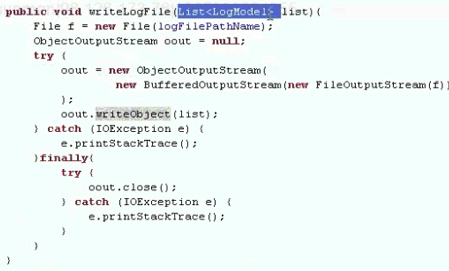 public void writeLogFile(List<LogModel> list){
File f = new File(logFilePathName);
ObjectOutputStream oout = null;
try {
oout = new ObjectOutputStream(
new BufferedOutputStream(new FileOutputStream(f))
);
oout.writeObject(list);
} catch (IOException e) {
e.printStackTrace();
}finally{
try {
oout.close();
} catch (IOException e) {
e.printStackTrace();
}
}
}